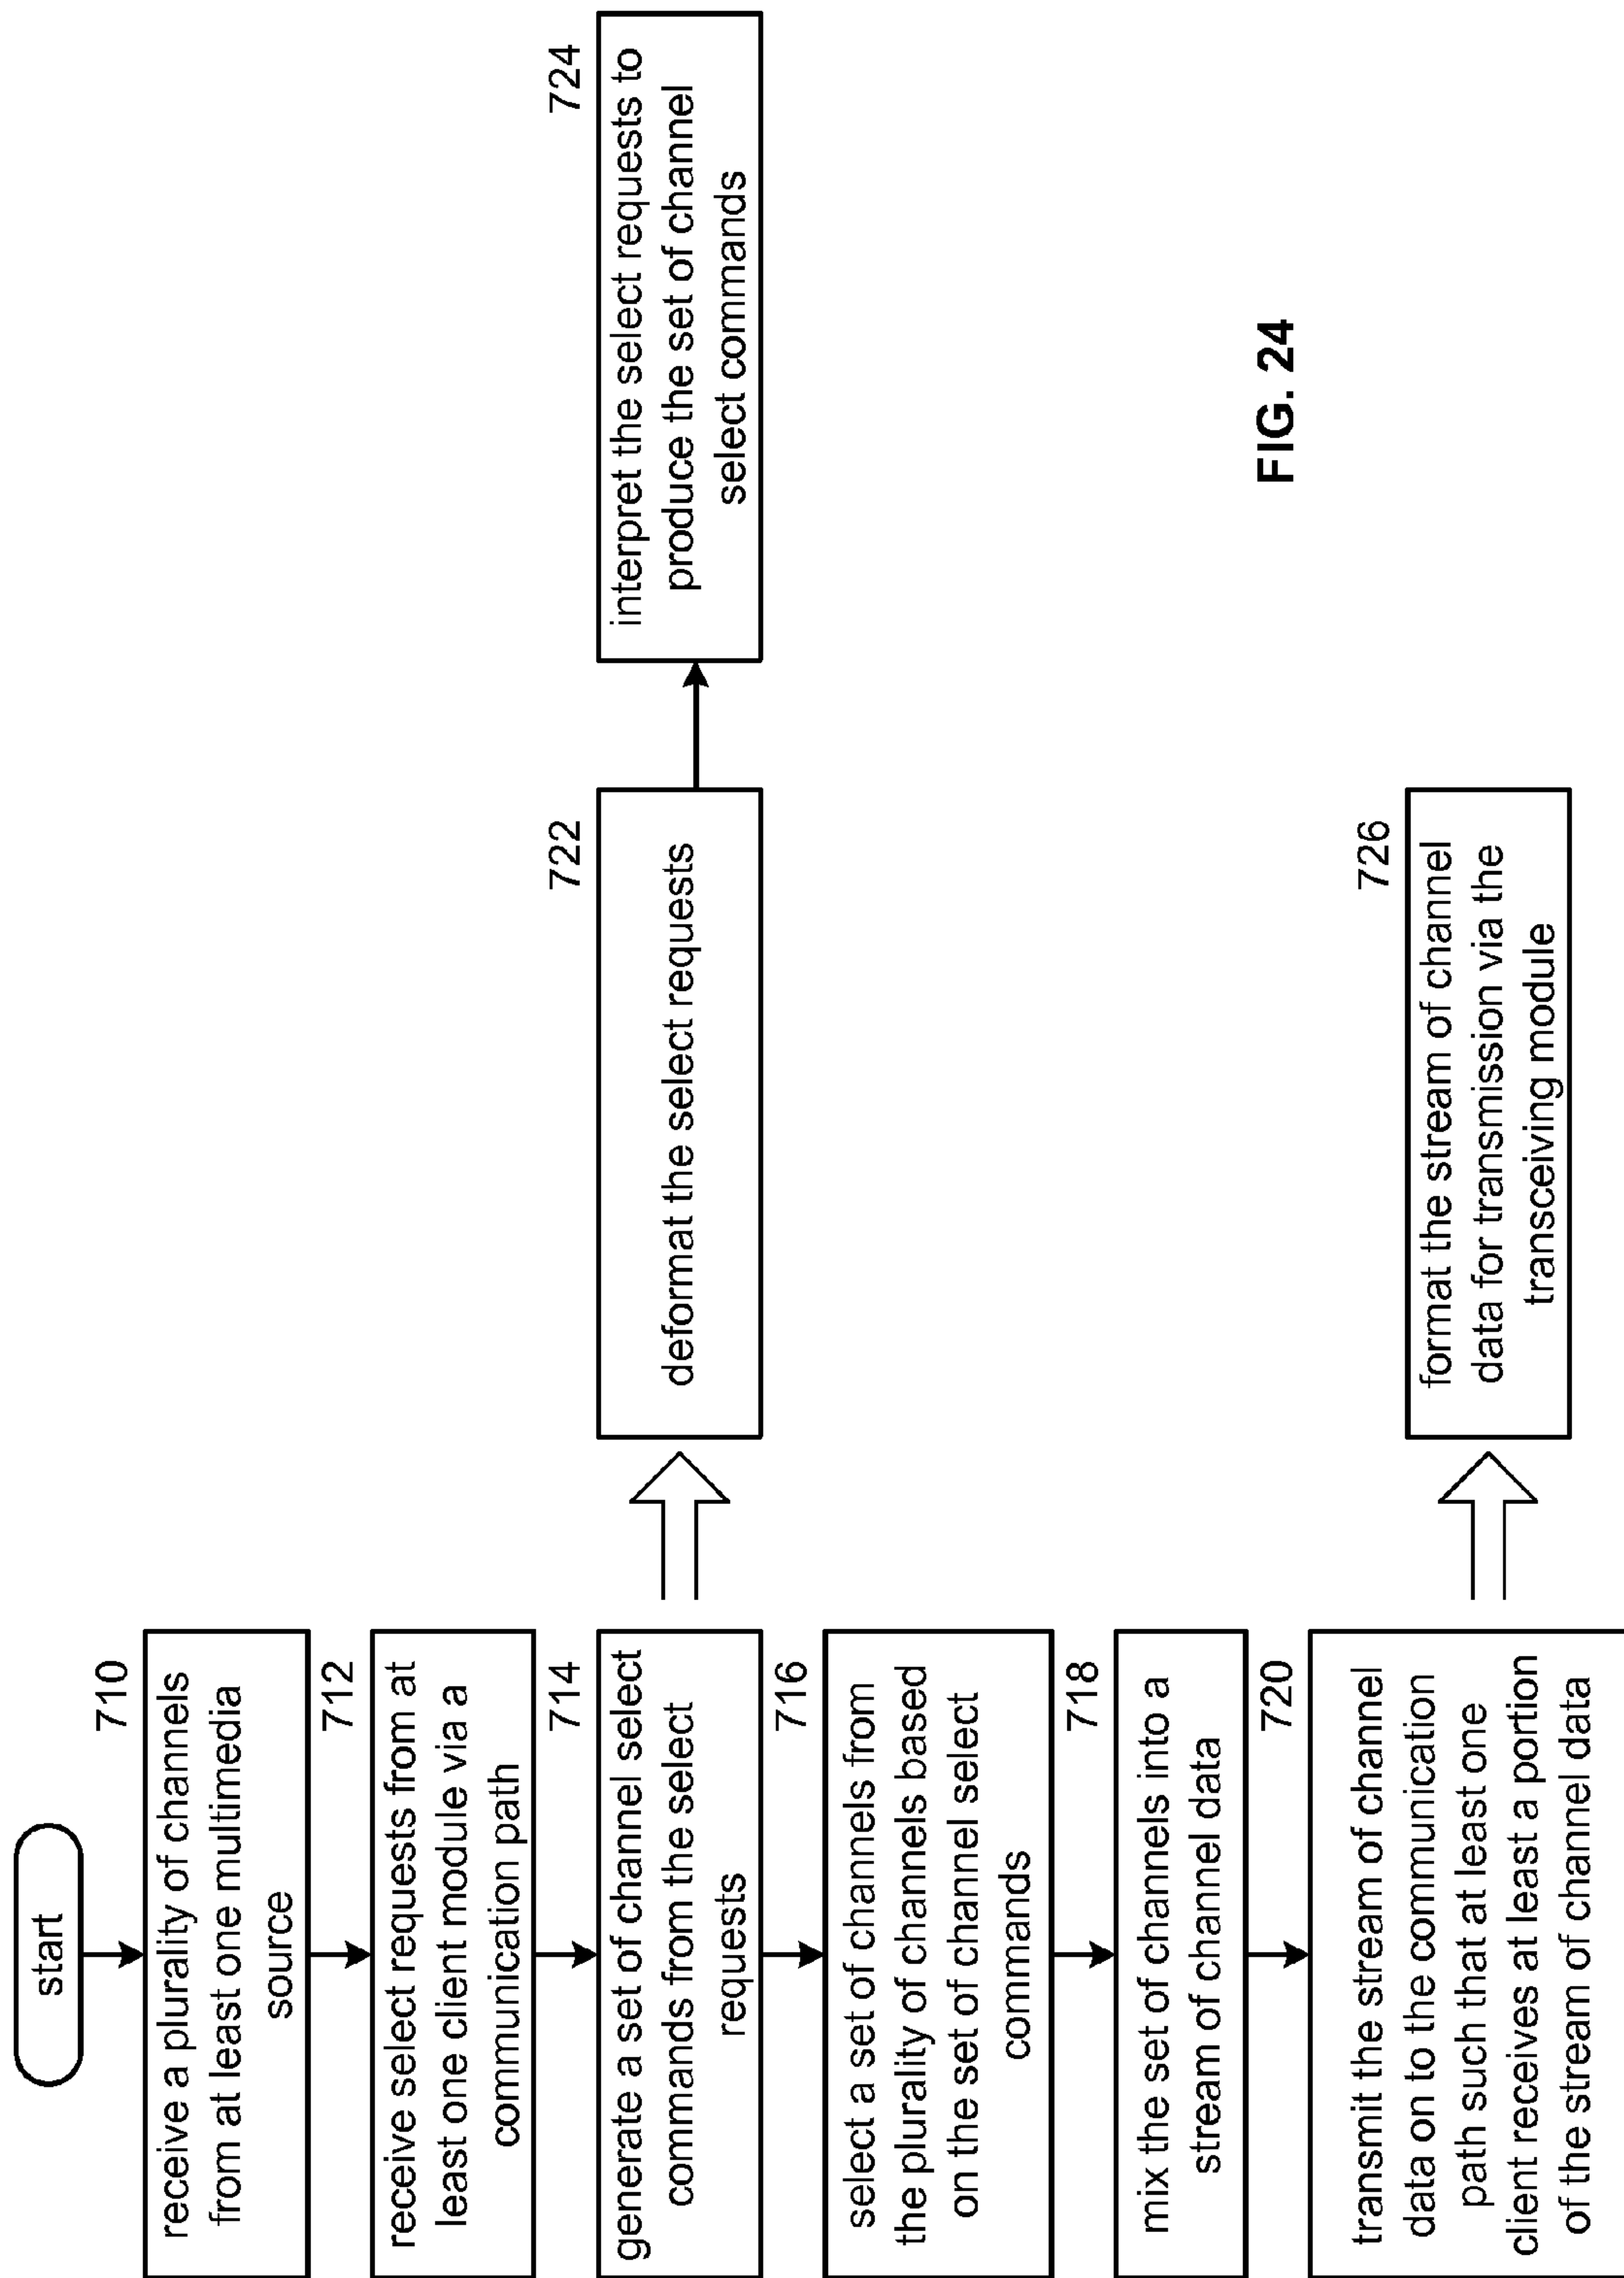 start
710
receive a plurality of channels
from at least one multimedia
source
712
receive select requests from at
least one client module via a
communication path
714
generate a set of channel select
commands from the select
requests
722
deformat the select requests
724
interpret the select requests to
produce the set of channel
select commands
716
select a set of channels from
the plurality of channels based
on the set of channel select
commands
718
mix the set of channels into a
stream of channel data
720
transmit the stream of channel
data on to the communication
path such that at least one
client receives at least a portion
of the stream of channel data
726
format the stream of channel
data for transmission via the
transceiving module
FIG. 24